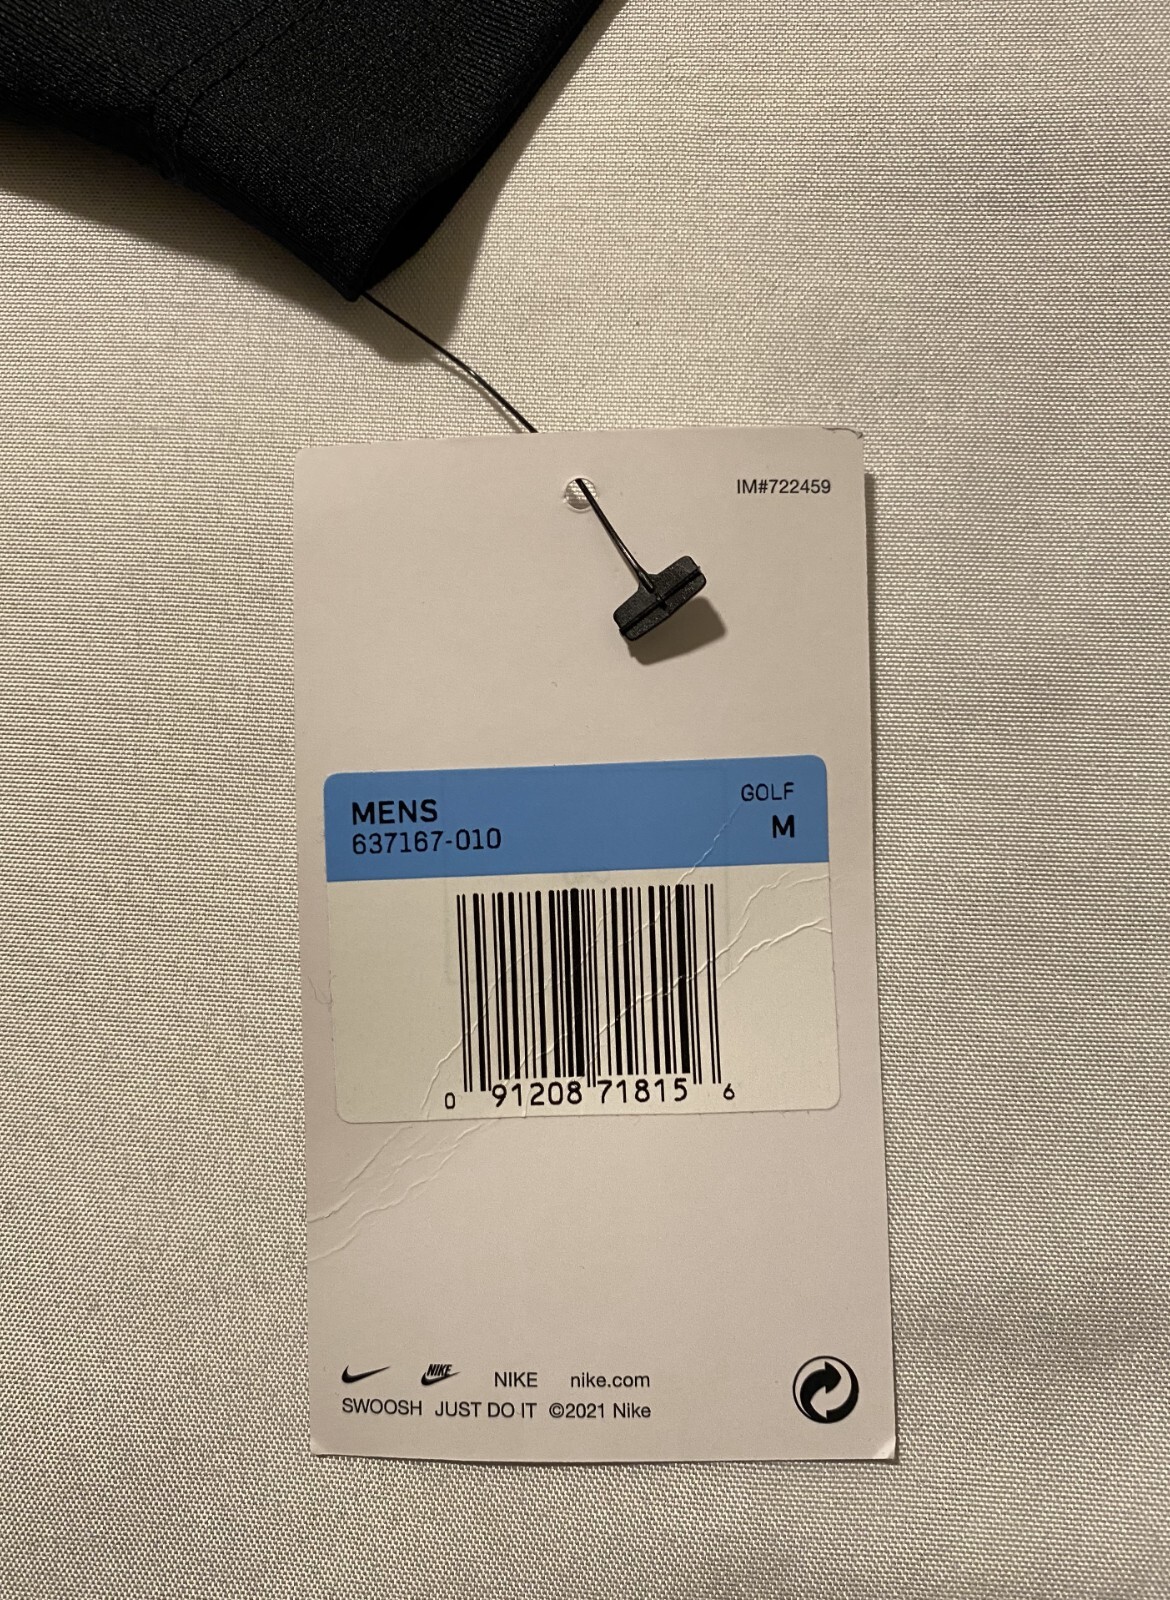 IM#722459
MENS
637167-010
GOLF
M
0 91208 71815 6
NIKE NIKE nike.com
SWOOSH JUST DO IT ©2021 Nike